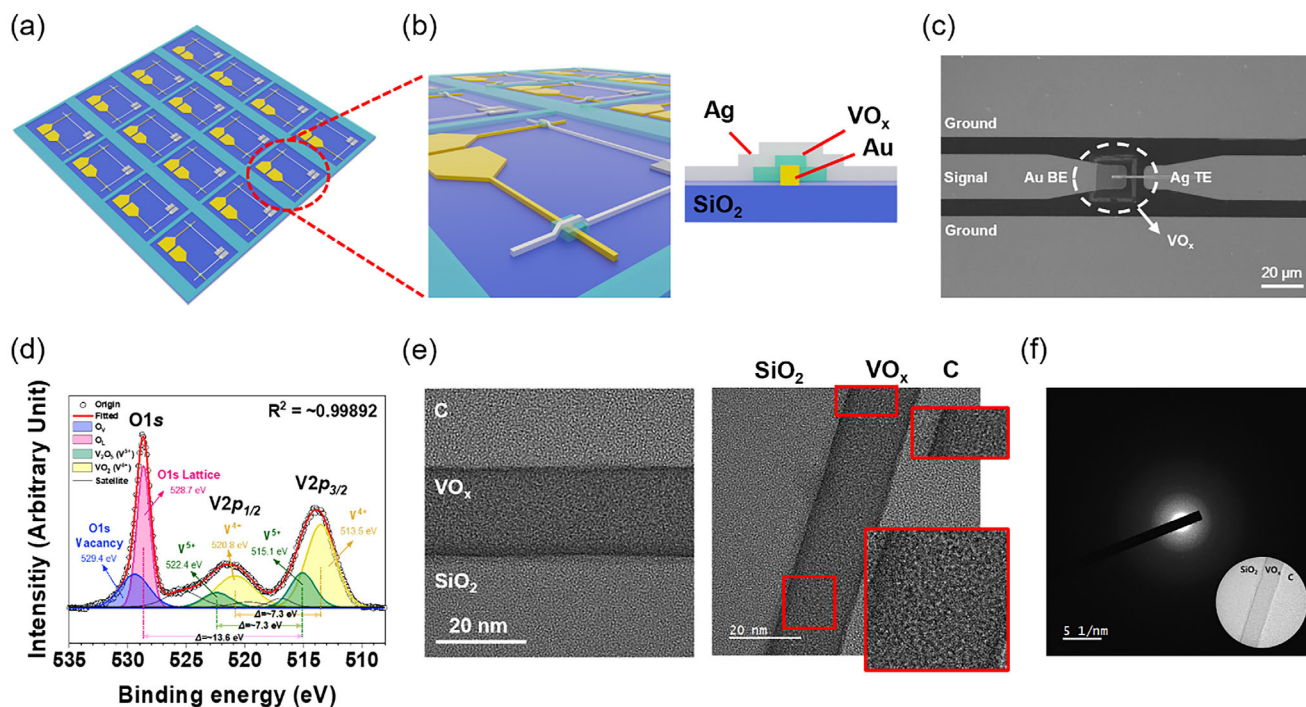 (a)
(b)
Ag
VOx
Au
SiO2
(c)
Ground
Signal
Au BE
Ag TE
Ground
VOx
20 µm
(d)
Intensitiy (Arbitrary Unit)
Origin
Fitted
OV
OL
V2O5 (V5+)
VO2 (V4+)
Satellite
R2 = ~0.99892
O1s
O1s Lattice
528.7 eV
V2p1/2
V2p3/2
O1s
Vacancy
529.4 eV
V5+
522.4 eV
V4+
520.8 eV
V5+
515.1 eV
V4+
513.5 eV
Δ=~7.3 eV
Δ=~7.3 eV
Δ=~13.6 eV
535 530 525 520 515 510
Binding energy (eV)
(e)
C
VOx
SiO2
20 nm
SiO2 VOx C
20 nm
(f)
SiO2 VOx C
5 1/nm